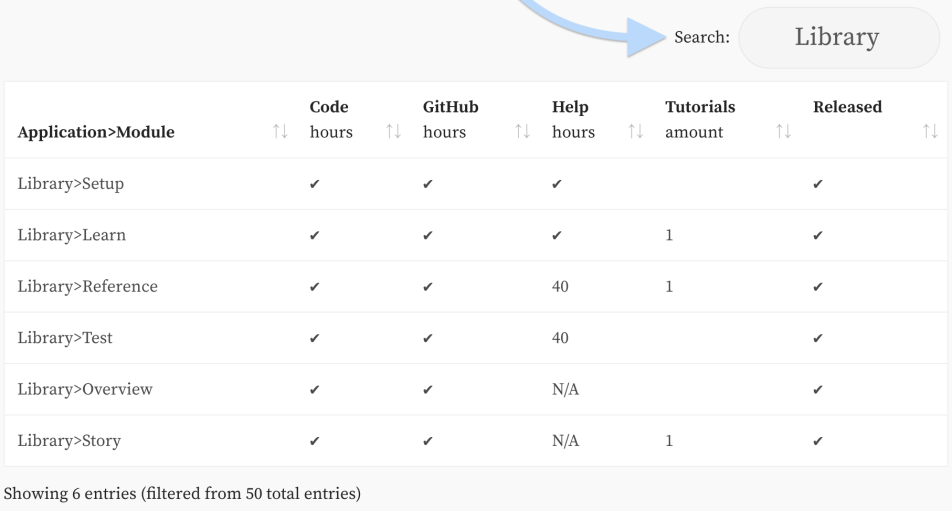 Search: Library
Application>Module Code hours GitHub hours Help hours Tutorials amount Released
Library>Setup ✔ ✔ ✔ ✔
Library>Learn ✔ ✔ ✔ 1 ✔
Library>Reference ✔ ✔ 40 1 ✔
Library>Test ✔ ✔ 40 ✔
Library>Overview ✔ ✔ N/A ✔
Library>Story ✔ ✔ N/A 1 ✔
Showing 6 entries (filtered from 50 total entries)